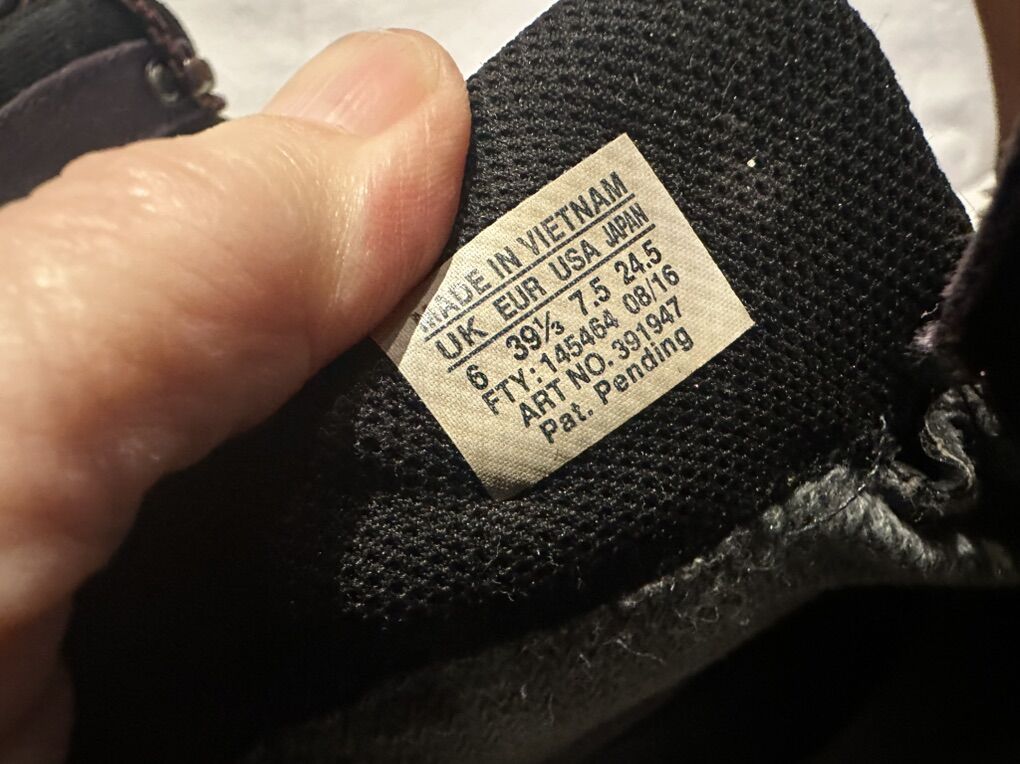 MADE IN VIETNAM
UK EUR USA JAPAN
6 39⅓ 7.5 24.5
FTY: 145464 08/16
ART NO. 391947
Pat. Pending